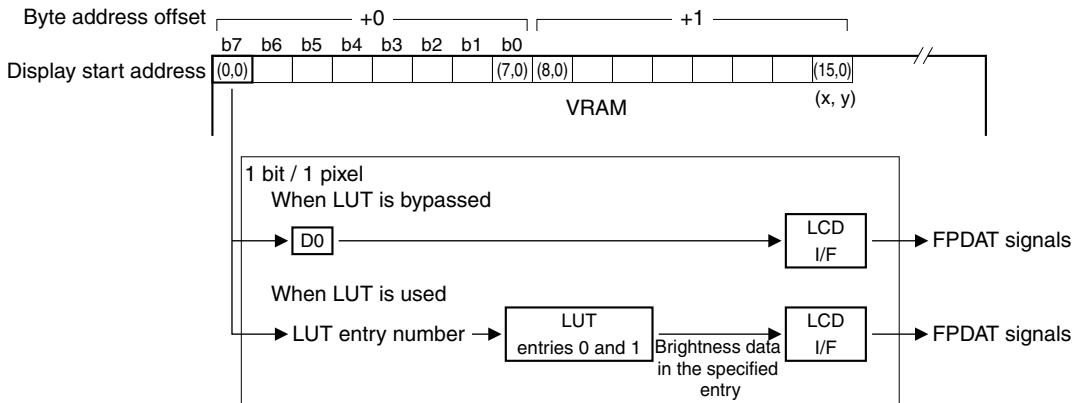 Byte address offset +0 +1
b7 b6 b5 b4 b3 b2 b1 b0
Display start address (0,0) (7,0) (8,0) (15,0)
VRAM (x, y)
1 bit / 1 pixel
When LUT is bypassed
D0 LCD I/F FPDAT signals
When LUT is used
LUT entry number LUT entries 0 and 1 LCD I/F FPDAT signals
Brightness data
in the specified
entry